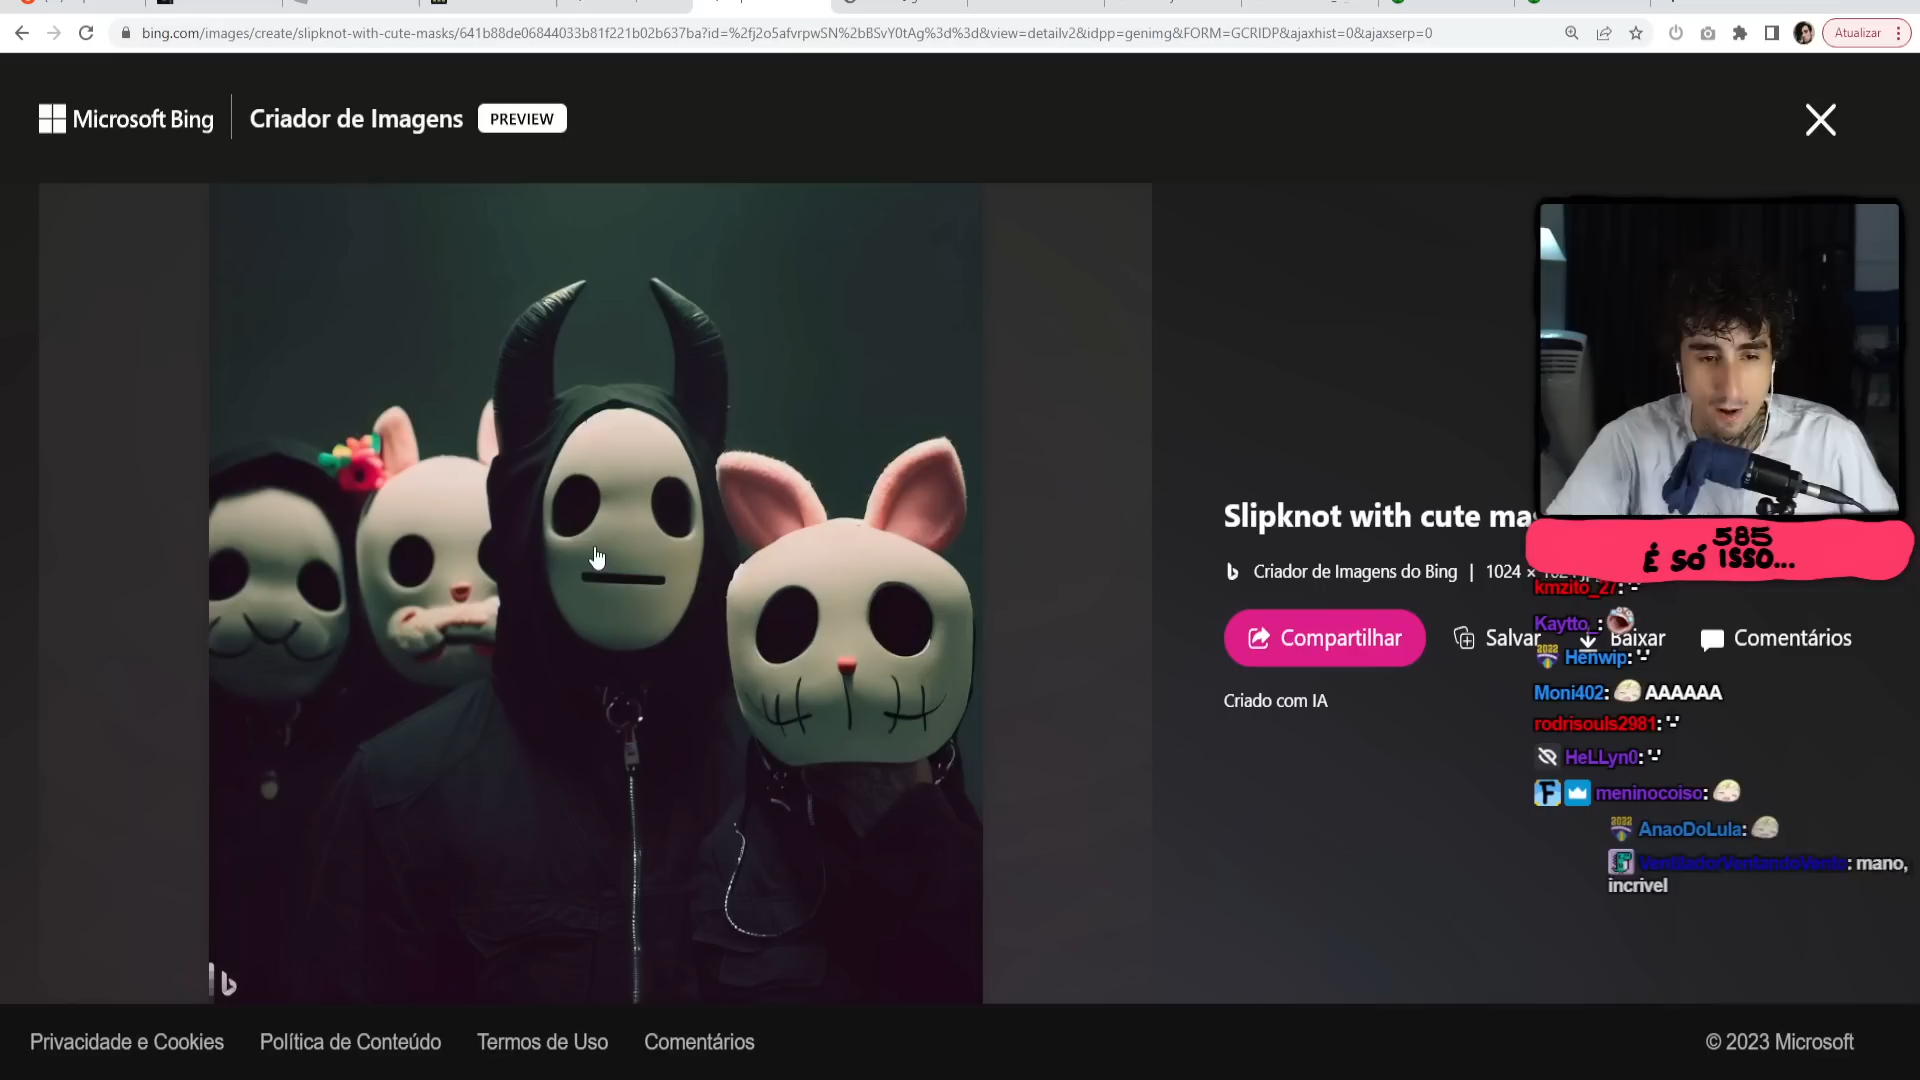 bing.com/images/create/slipknot-with-cute-masks/641b88de06844033b81f221b02b637ba?id=%2fj2o5afvrpwSN%2bBSvY0tAg%3d%3d&view=detailv2&idpp=genimg&FORM=GCRIDP&ajaxhist=0&ajaxserp=0
Atualizar
Microsoft Bing
Criador de Imagens
PREVIEW
Slipknot with cute ma
585
É SÓ ISSO...
Criador de Imagens do Bing | 1024 ×
kmzito_27: '-'
Kaytto_:
Compartilhar
Salvar
Baixar
Comentários
Henwip: '-'
Moni402: AAAAAA
Criado com IA
rodrisouls2981: '-'
HeLLyn0: '-'
meninocoiso:
AnaoDoLula:
VentiladorVentandoVento: mano,
incrivel
b
Privacidade e Cookies
Política de Conteúdo
Termos de Uso
Comentários
© 2023 Microsoft